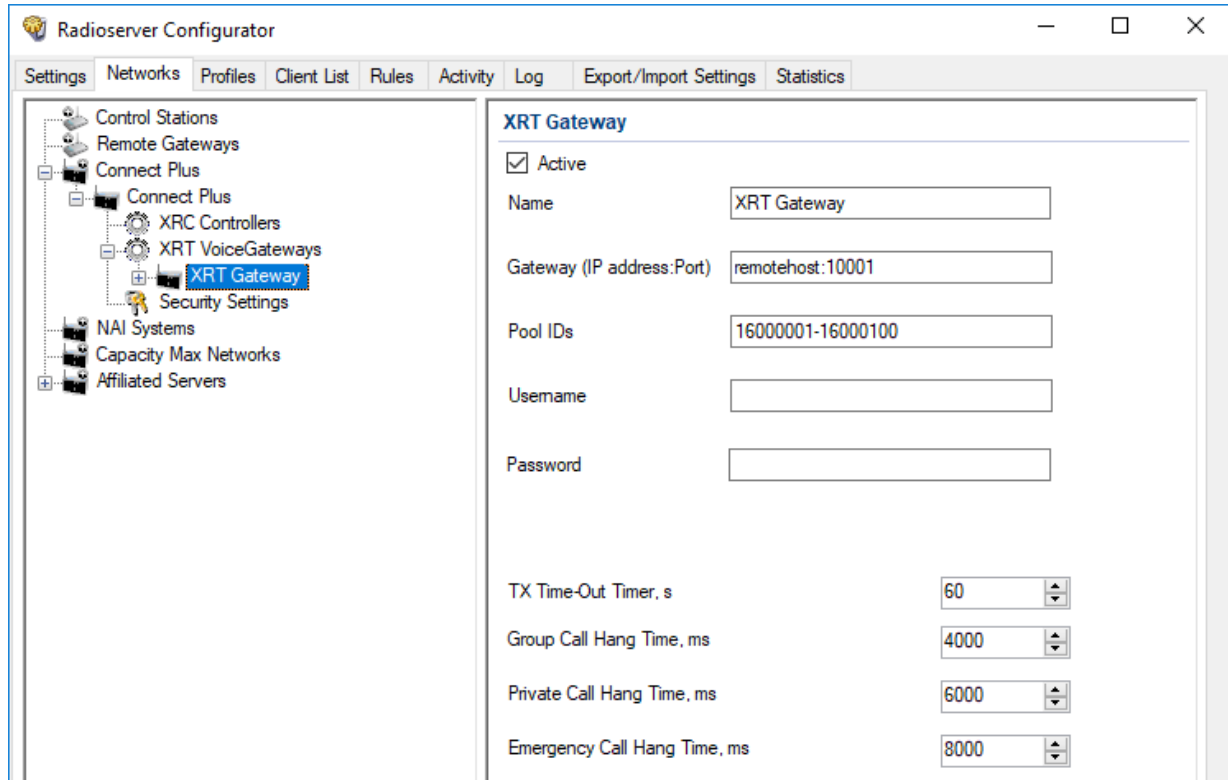 Radioserver Configurator
Settings Networks Profiles Client List Rules Activity Log Export/Import Settings Statistics
Control Stations
Remote Gateways
Connect Plus
Connect Plus
XRC Controllers
XRT VoiceGateways
XRT Gateway
Security Settings
NAI Systems
Capacity Max Networks
Affiliated Servers
XRT Gateway
Active
Name XRT Gateway
Gateway (IP address:Port) remotehost:10001
Pool IDs 16000001-16000100
Username
Password
TX Time-Out Timer, s 60
Group Call Hang Time, ms 4000
Private Call Hang Time, ms 6000
Emergency Call Hang Time, ms 8000